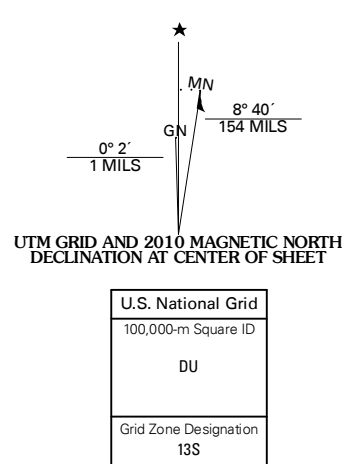 ★
MN
8° 40´
154 MILS
GN
0° 2´
1 MILS
UTM GRID AND 2010 MAGNETIC NORTH
DECLINATION AT CENTER OF SHEET
U.S. National Grid
100,000-m Square ID
DU
Grid Zone Designation
13S